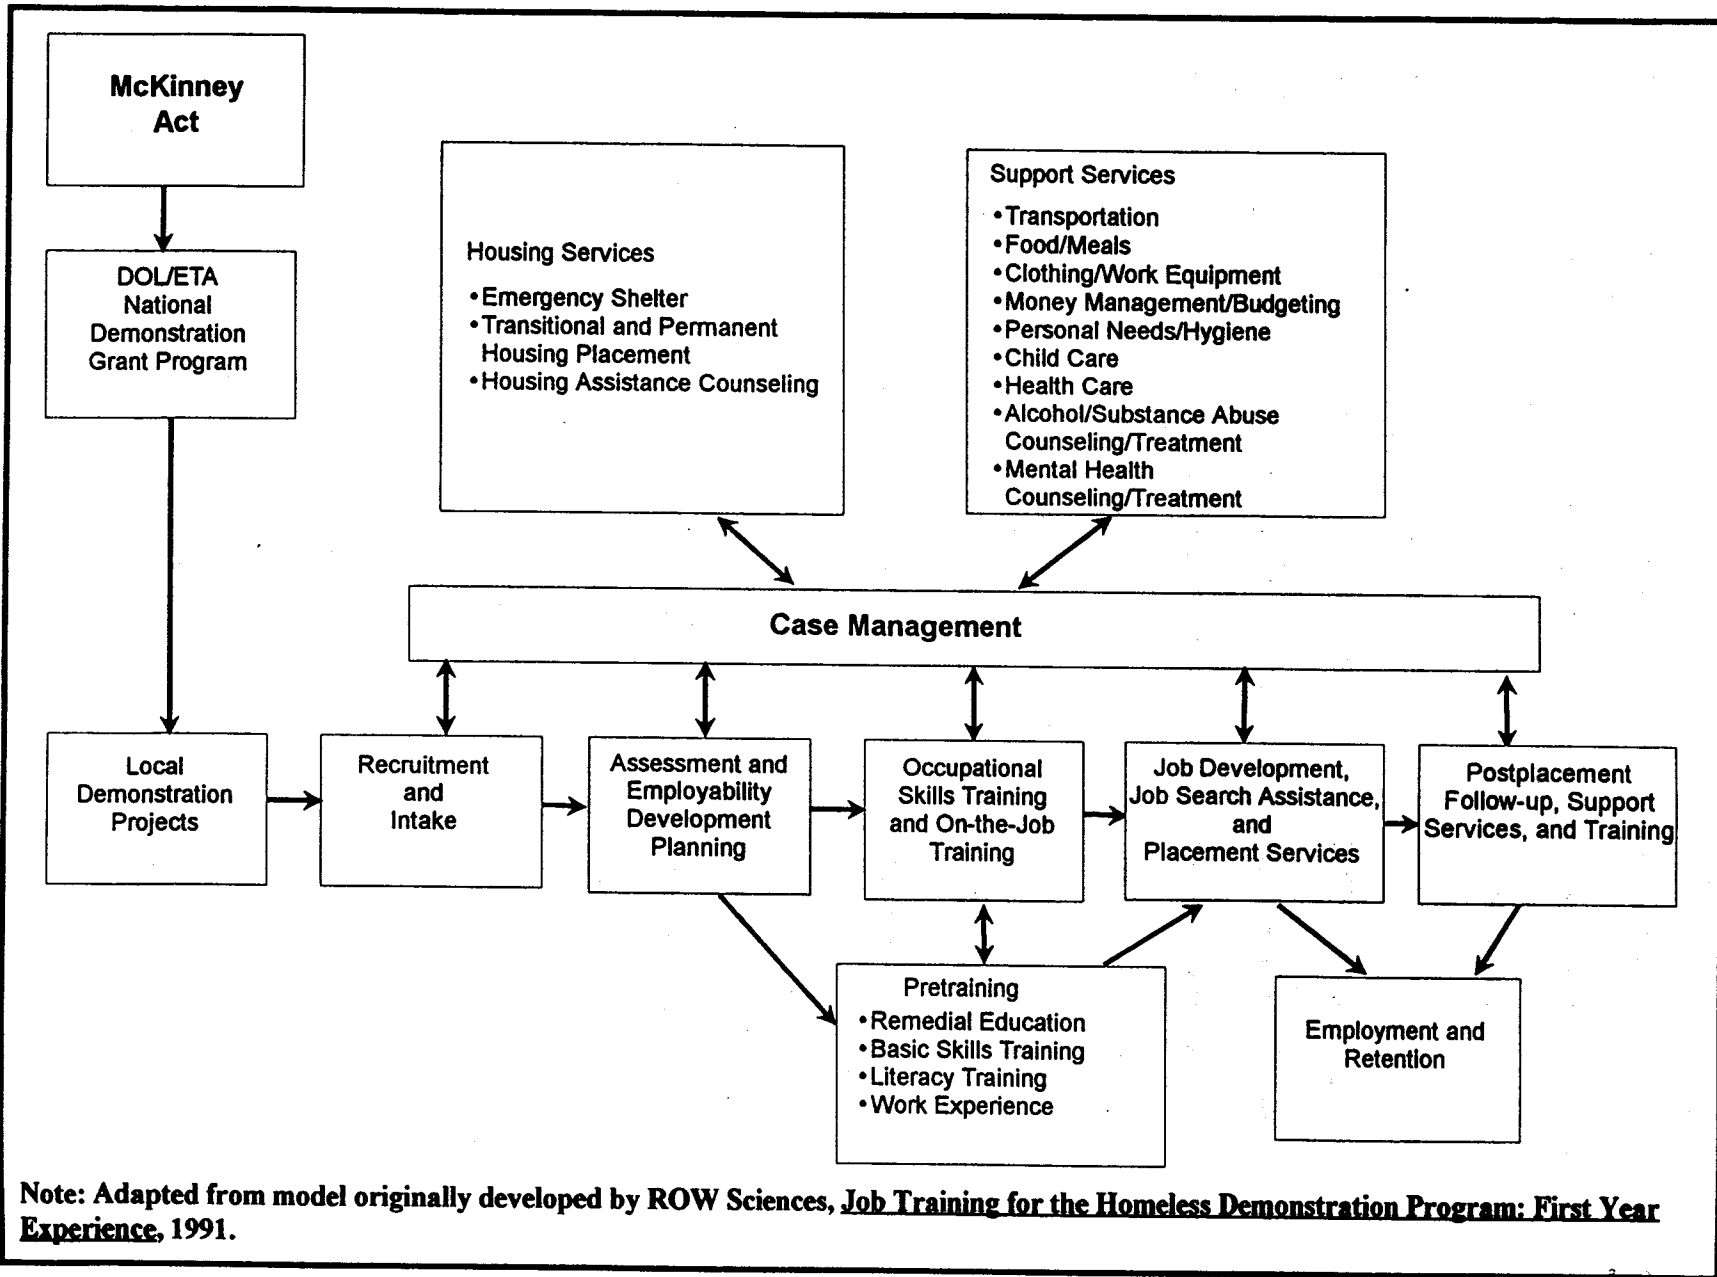 McKinney
Act
DOL/ETA
National
Demonstration
Grant Program
Housing Services
•Emergency Shelter
•Transitional and Permanent
Housing Placement
•Housing Assistance Counseling
Support Services
•Transportation
•Food/Meals
•Clothing/Work Equipment
•Money Management/Budgeting
•Personal Needs/Hygiene
•Child Care
•Health Care
•Alcohol/Substance Abuse
Counseling/Treatment
•Mental Health
Counseling/Treatment
Case Management
Local
Demonstration
Projects
Recruitment
and
Intake
Assessment and
Employability
Development
Planning
Occupational
Skills Training
and On-the-Job
Training
Job Development,
Job Search Assistance,
and
Placement Services
Postplacement
Follow-up, Support
Services, and Training
Pretraining
•Remedial Education
•Basic Skills Training
•Literacy Training
•Work Experience
Employment and
Retention
Note: Adapted from model originally developed by ROW Sciences, Job Training for the Homeless Demonstration Program: First Year
Experience, 1991.